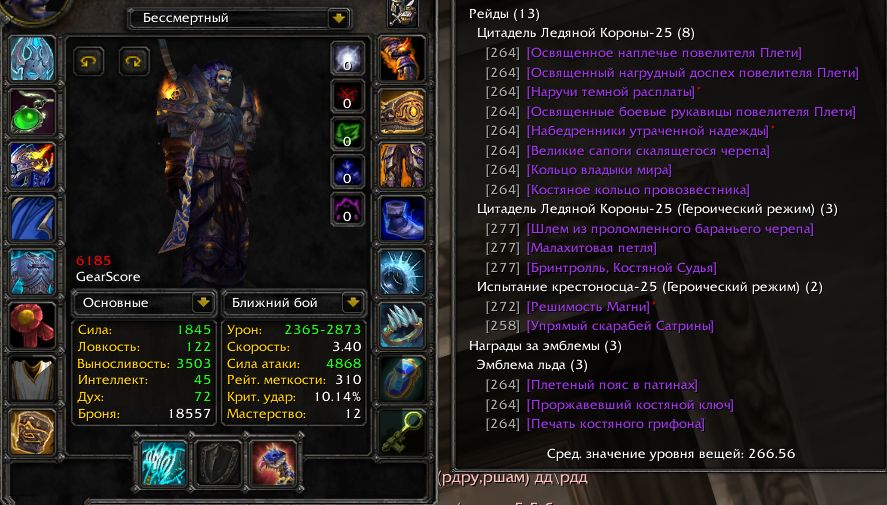 Бессмертный
0
0
0
0
0
6185
GearScore
Основные
Ближний бой
Сила: 1845
Ловкость: 122
Выносливость: 3503
Интеллект: 45
Дух: 72
Броня: 18557
Урон: 2365-2873
Скорость: 3.40
Сила атаки: 4868
Рейт. меткости: 310
Крит. удар: 10.14%
Мастерство: 12
Рейды (13)
Цитадель Ледяной Короны-25 (8)
[264] [Освященное наплечье повелителя Плети]
[264] [Освященный нагрудный доспех повелителя Плети]
[264] [Наручи темной расплаты]*
[264] [Освященные боевые рукавицы повелителя Плети]
[264] [Набедренники утраченной надежды]*
[264] [Великие сапоги скалящегося черепа]
[264] [Кольцо владыки мира]
[264] [Костяное кольцо провозвестника]
Цитадель Ледяной Короны-25 (Героический режим) (3)
[277] [Шлем из проломленного бараньего черепа]
[277] [Малахитовая петля]
[277] [Бринтролль, Костяной Судья]
Испытание крестоносца-25 (Героический режим) (2)
[272] [Решимость Магни]*
[258] [Упрямый скарабей Сатрины]
Награды за эмблемы (3)
Эмблема льда (3)
[264] [Плетеный пояс в патинах]
[264] [Проржавевший костяной ключ]
[264] [Печать костяного грифона]
Сред. значение уровня вещей: 266.56
(рдру,ршам) дд\рдд